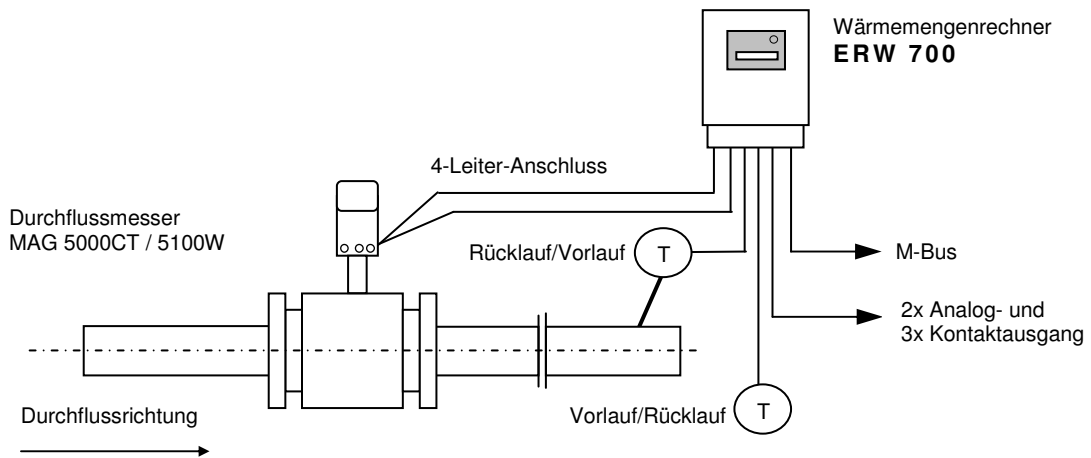 Wärmemengenrechner
ERW 700
4-Leiter-Anschluss
Durchflussmesser
MAG 5000CT / 5100W
Rücklauf/Vorlauf
T
M-Bus
2x Analog- und
3x Kontaktausgang
Durchflussrichtung
Vorlauf/Rücklauf
T